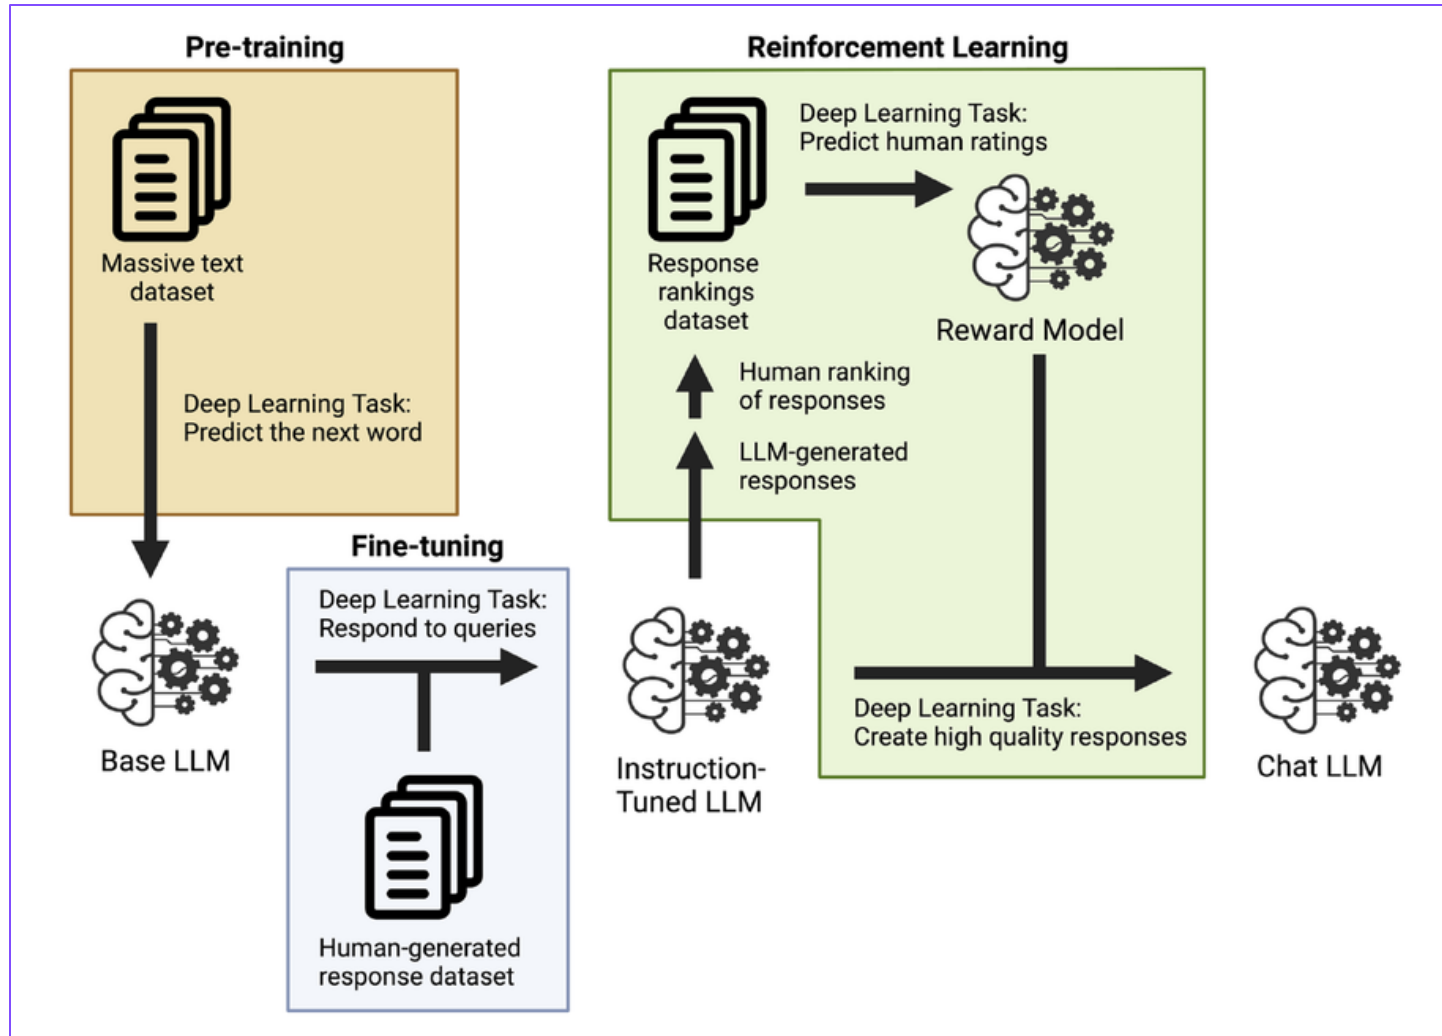 Pre-training
Massive text
dataset
Deep Learning Task:
Predict the next word
Base LLM
Fine-tuning
Deep Learning Task:
Respond to queries
Human-generated
response dataset
Instruction-
Tuned LLM
Reinforcement Learning
LLM-generated
responses
Human ranking
of responses
Response
rankings
dataset
Deep Learning Task:
Predict human ratings
Reward Model
Deep Learning Task:
Create high quality responses
Chat LLM